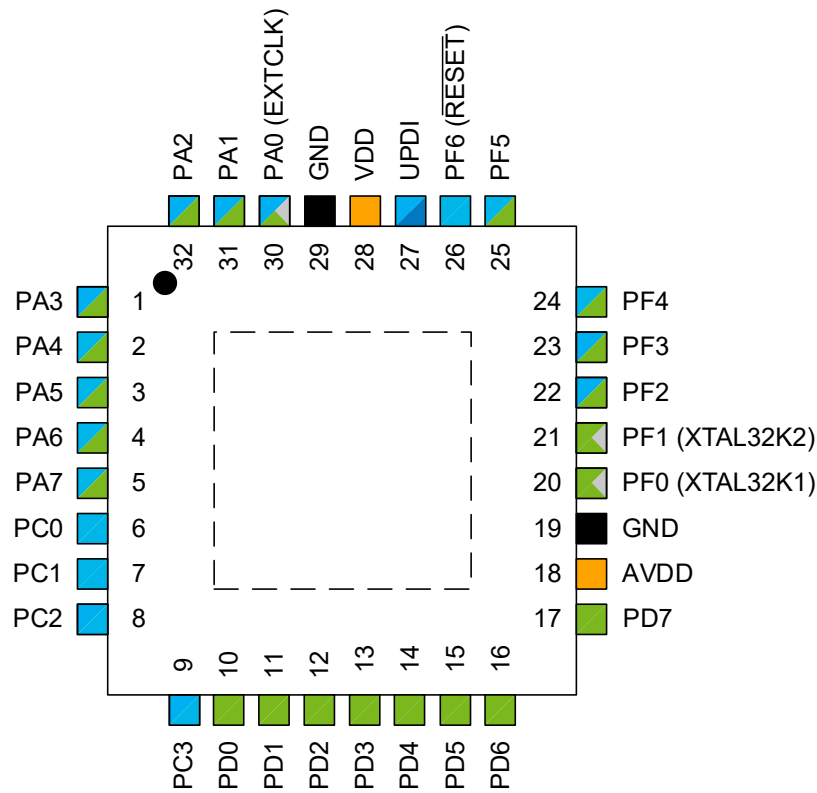 PA2
PA1
PA0 (EXTCLK)
GND
VDD
UPDI
PF6 (RESET)
PF5
32
31
30
29
28
27
26
25
PA3 1
PA4 2
PA5 3
PA6 4
PA7 5
PC0 6
PC1 7
PC2 8
24 PF4
23 PF3
22 PF2
21 PF1 (XTAL32K2)
20 PF0 (XTAL32K1)
19 GND
18 AVDD
17 PD7
9
10
11
12
13
14
15
16
PC3
PD0
PD1
PD2
PD3
PD4
PD5
PD6